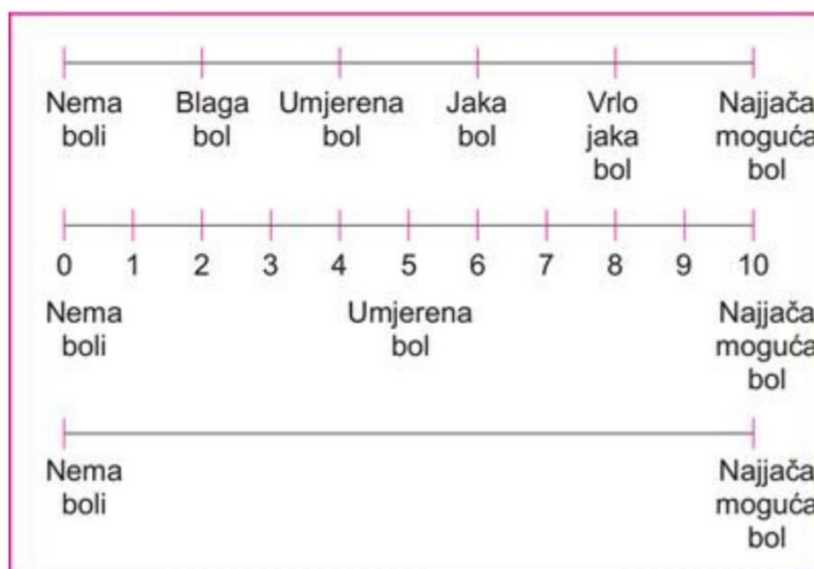 Nema Blaga Umjerena Jaka Vrlo Najjača
boli bol bol bol jaka moguća
bol bol
0 1 2 3 4 5 6 7 8 9 10
Nema Umjerena Najjača
boli bol moguća
bol
Nema Najjača
boli moguća
bol